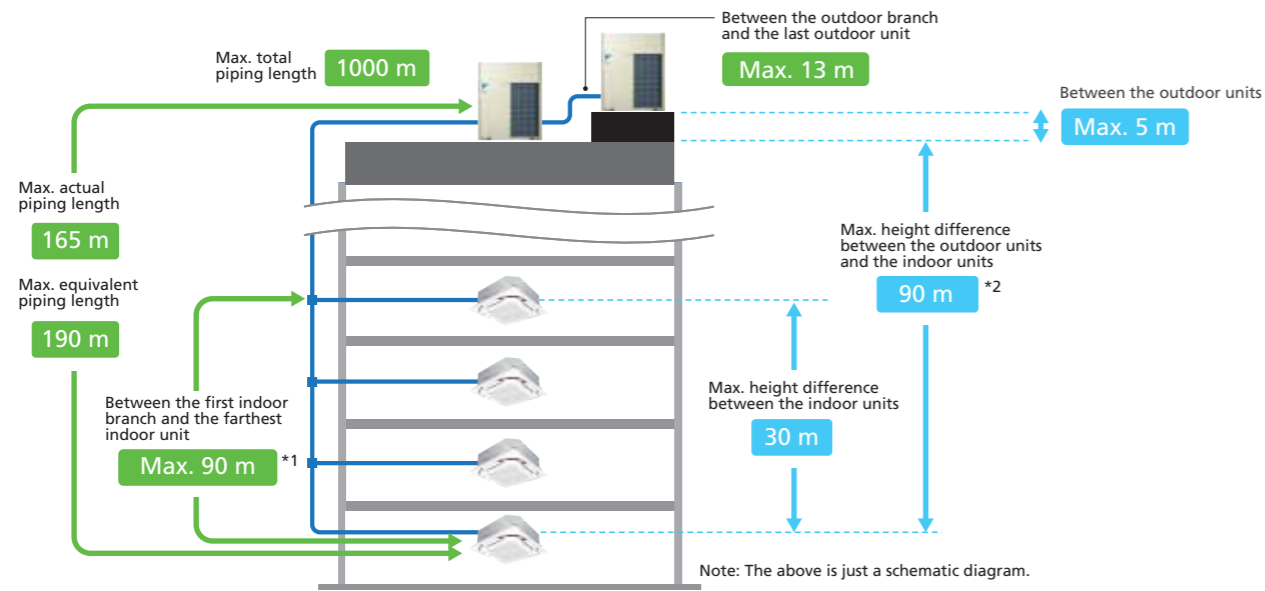 Between the outdoor branch
and the last outdoor unit
Max. 13 m
Max. total
piping length
1000 m
Between the outdoor units
Max. 5 m
Max. actual
piping length
165 m
Max. equivalent
piping length
190 m
Between the first indoor
branch and the farthest
indoor unit
Max. 90 m *1
Max. height difference
between the outdoor units
and the indoor units
90 m *2
Max. height difference
between the indoor units
30 m
Note: The above is just a schematic diagram.